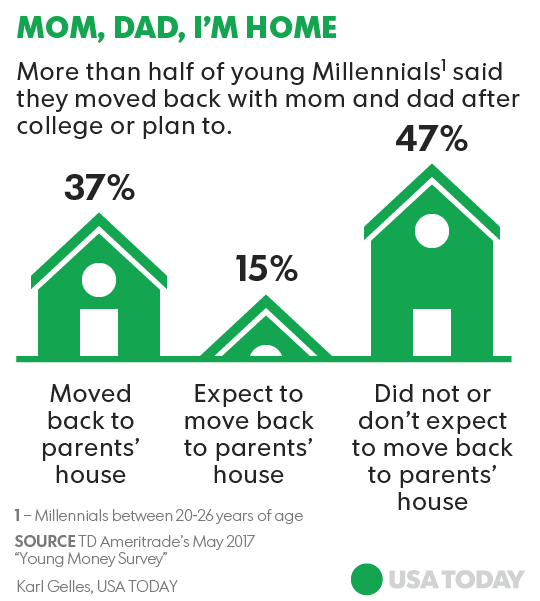 MOM, DAD, I'M HOME
More than half of young Millennials¹ said
they moved back with mom and dad after
college or plan to.
37%
15%
47%
Moved
back to
parents'
house
Expect to
move back
to parents'
house
Did not or
don't expect
to move back
to parents'
house
1 – Millennials between 20-26 years of age
SOURCE TD Ameritrade's May 2017
"Young Money Survey"
Karl Gelles, USA TODAY
USA TODAY